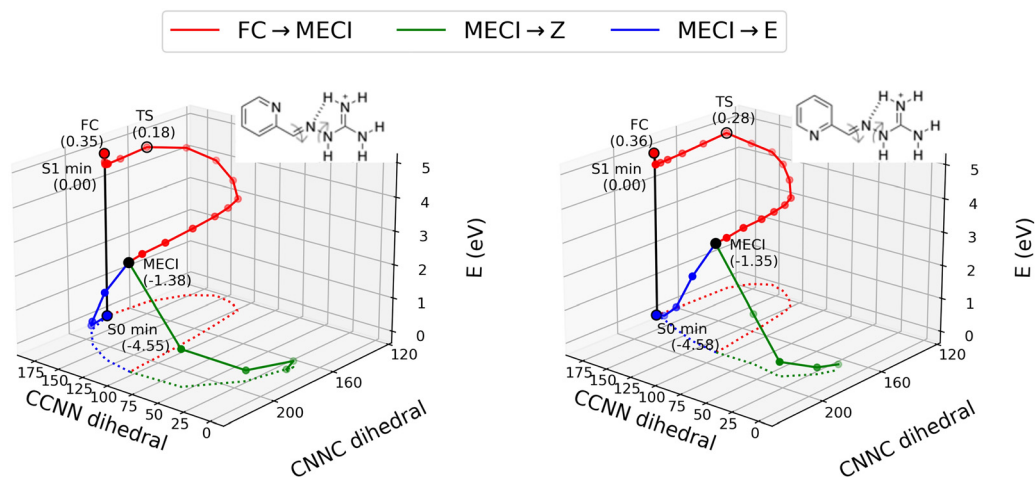 FC → MECI MECI → Z MECI → E
FC
(0.35)
TS
(0.18)
S1 min
(0.00)
MECI
(-1.38)
S0 min
(-4.55)
N
N
N
H
H
N
+
H
N
H
N
H
H
5
4
3
2
1
0
E (eV)
175
150
125
100
75
50
25
0
CCNN dihedral
120
160
200
CNNC dihedral
FC
(0.36)
TS
(0.28)
S1 min
(0.00)
MECI
(-1.35)
S0 min
(-4.58)
N
N
N
H
H
N
+
H
N
H
N
H
H
5
4
3
2
1
0
E (eV)
175
150
125
100
75
50
25
0
CCNN dihedral
120
160
200
CNNC dihedral